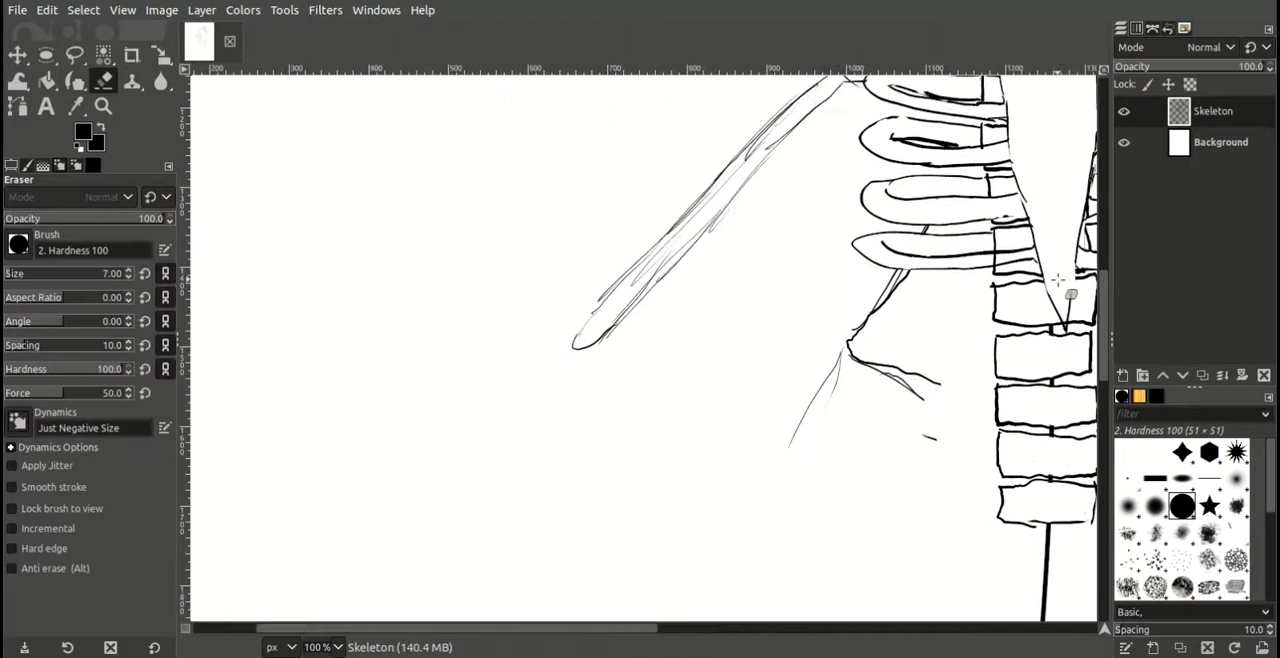 File Edit Select View Image Layer Colors Tools Filters Windows Help
Mode Normal
Opacity 100.0
Lock:
Skeleton
Background
Eraser
Mode Normal
Opacity 100.0
Brush
2. Hardness 100
Size 7.00
Aspect Ratio 0.00
Angle 0.00
Spacing 10.0
Hardness 100.0
Force 50.0
Dynamics
Just Negative Size
Dynamics Options
Apply Jitter
Smooth stroke
Lock brush to view
Incremental
Hard edge
Anti erase (Alt)
filter
2. Hardness 100 (51 × 51)
Basic,
Spacing 10.0
px 100 % Skeleton (140.4 MB)